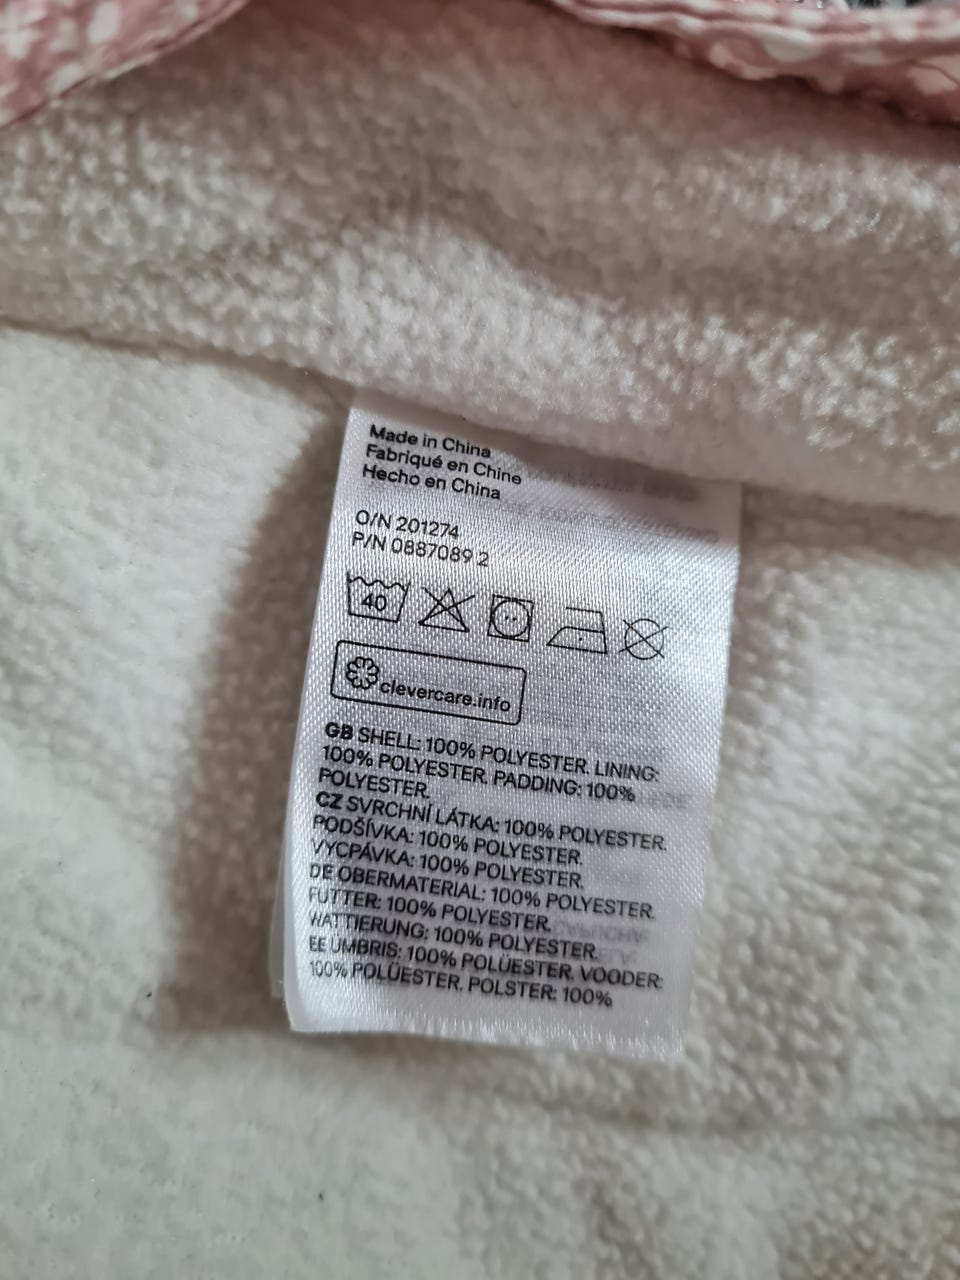 Made in China
Fabriqué en Chine
Hecho en China
O/N 201274
P/N 0887089 2
40
clevercare.info
GB SHELL: 100% POLYESTER. LINING:
100% POLYESTER. PADDING: 100%
POLYESTER.
CZ SVRCHNÍ LÁTKA: 100% POLYESTER.
PODŠÍVKA: 100% POLYESTER.
VYCPÁVKA: 100% POLYESTER.
DE OBERMATERIAL: 100% POLYESTER.
FUTTER: 100% POLYESTER.
WATTIERUNG: 100% POLYESTER.
EE UMBRIS: 100% POLÜESTER. VOODER:
100% POLÜESTER. POLSTER: 100%